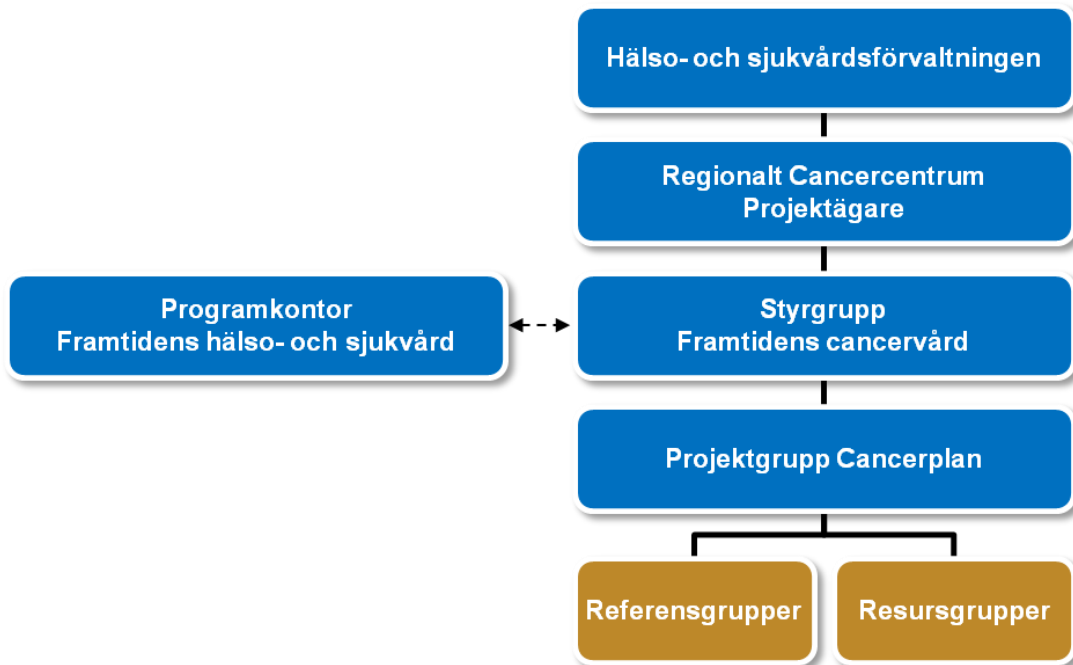 Hälso- och sjukvårdsförvaltningen
Regionalt Cancercentrum
Projektägare
Programkontor
Framtidens hälso- och sjukvård
Styrgrupp
Framtidens cancervård
Projektgrupp Cancerplan
Referensgrupper
Resursgrupper